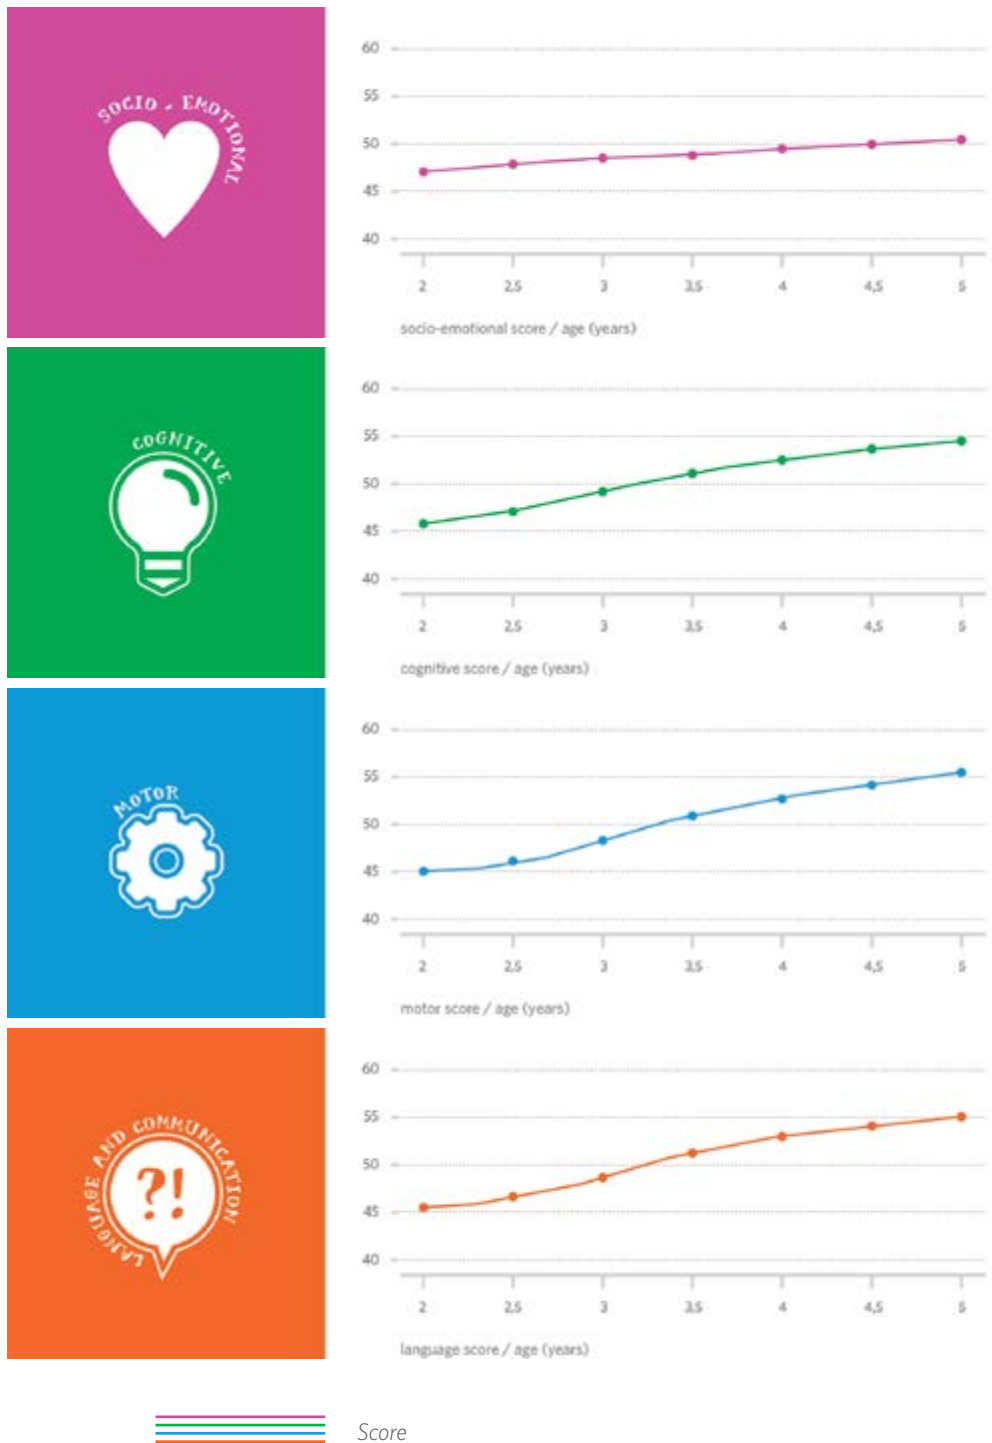 SOCIO - EMOTIONAL
60
55
50
45
40
2 2,5 3 3,5 4 4,5 5
socio-emotional score / age (years)
COGNITIVE
60
55
50
45
40
2 2,5 3 3,5 4 4,5 5
cognitive score / age (years)
MOTOR
60
55
50
45
40
2 2,5 3 3,5 4 4,5 5
motor score / age (years)
LANGUAGE AND COMMUNICATION
?!
60
55
50
45
40
2 2,5 3 3,5 4 4,5 5
language score / age (years)
Score